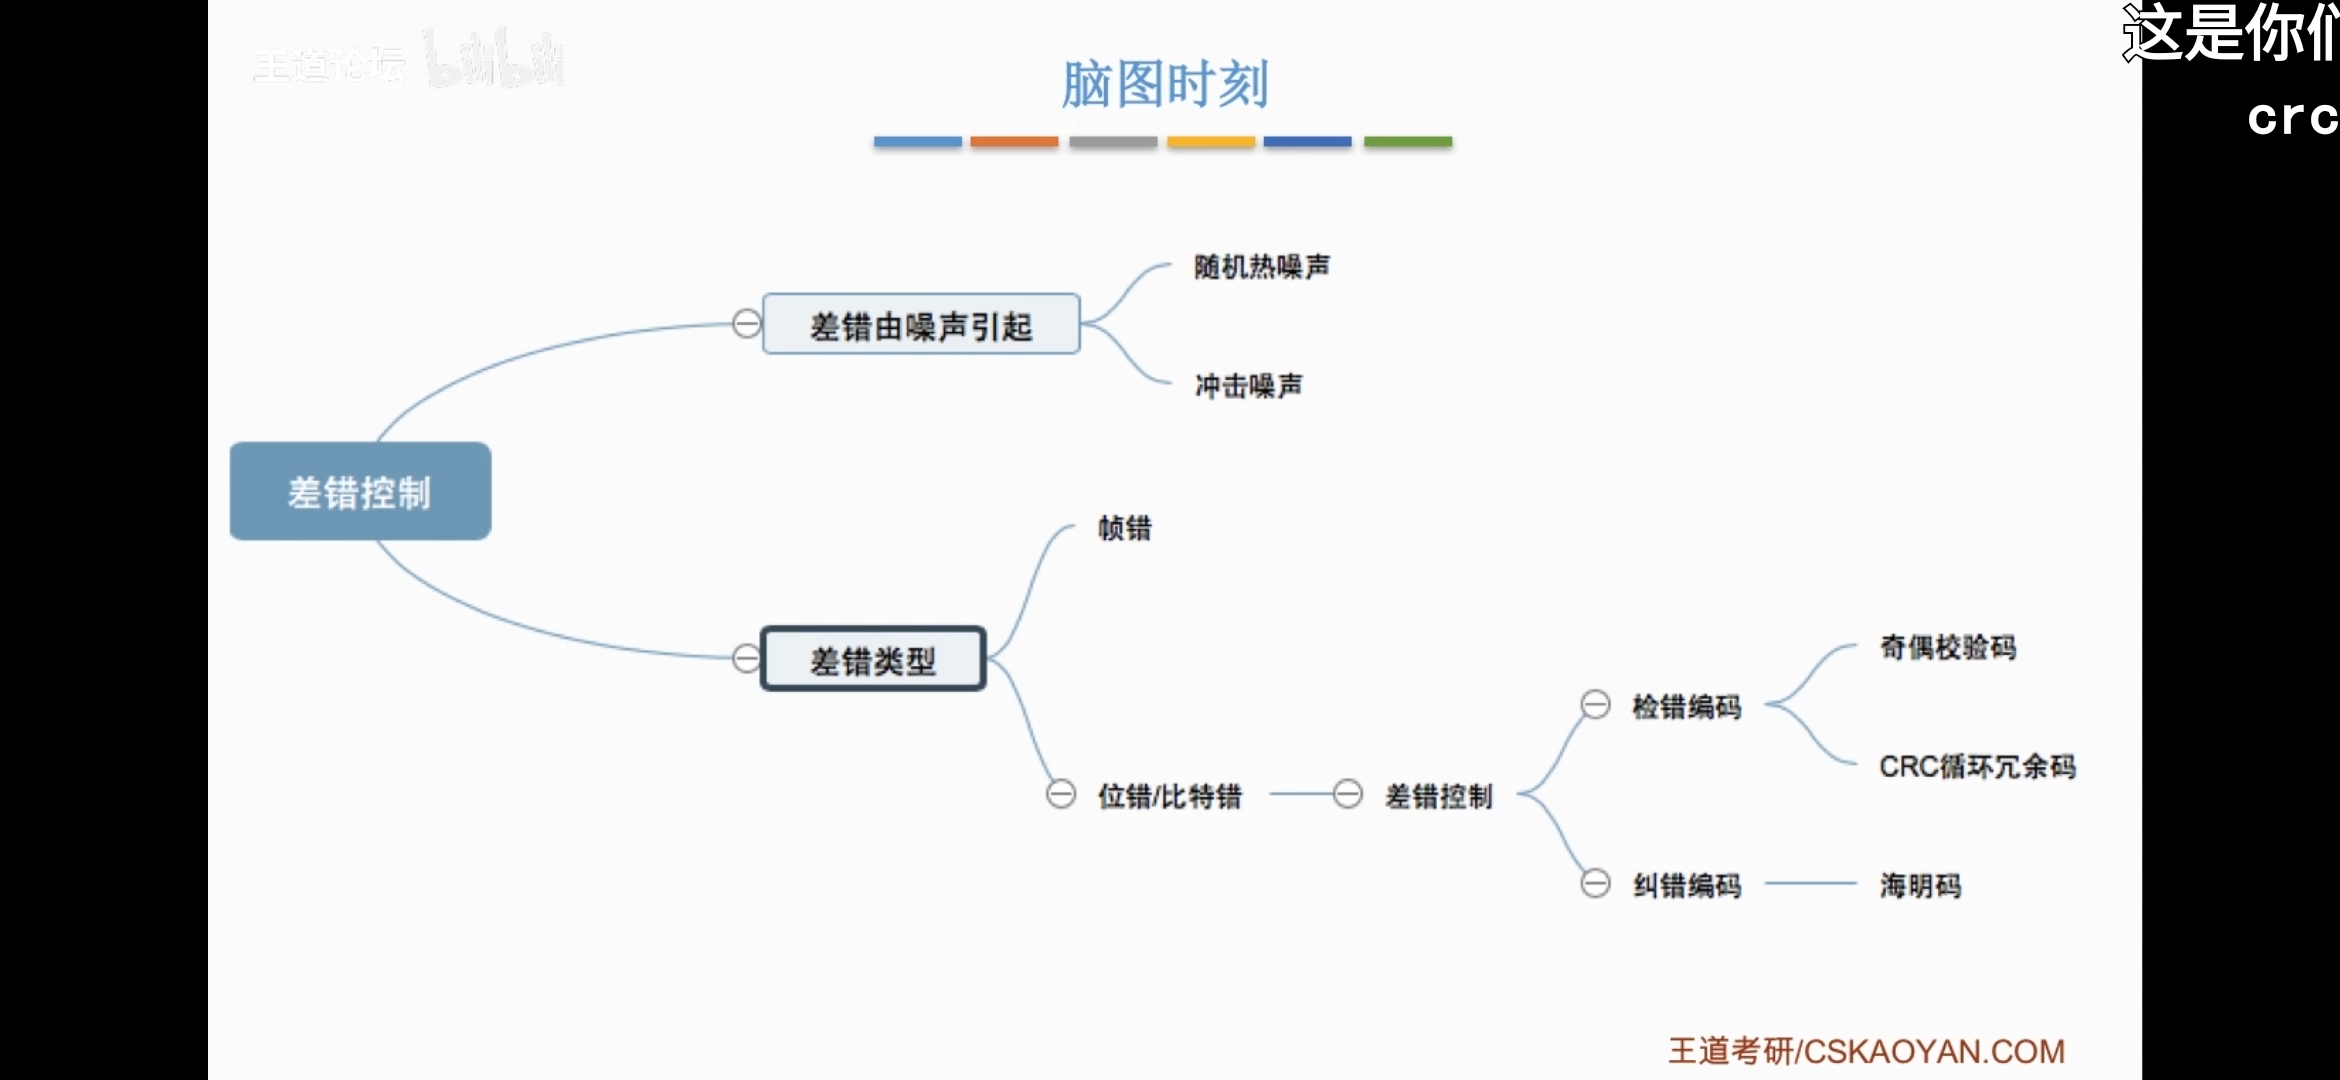 王道论坛 bilibili
这是你们
crc
脑图时刻
随机热噪声
差错由噪声引起
冲击噪声
差错控制
帧错
差错类型
奇偶校验码
检错编码
CRC循环冗余码
位错/比特错
差错控制
纠错编码
海明码
王道考研/CSKAOYAN.COM